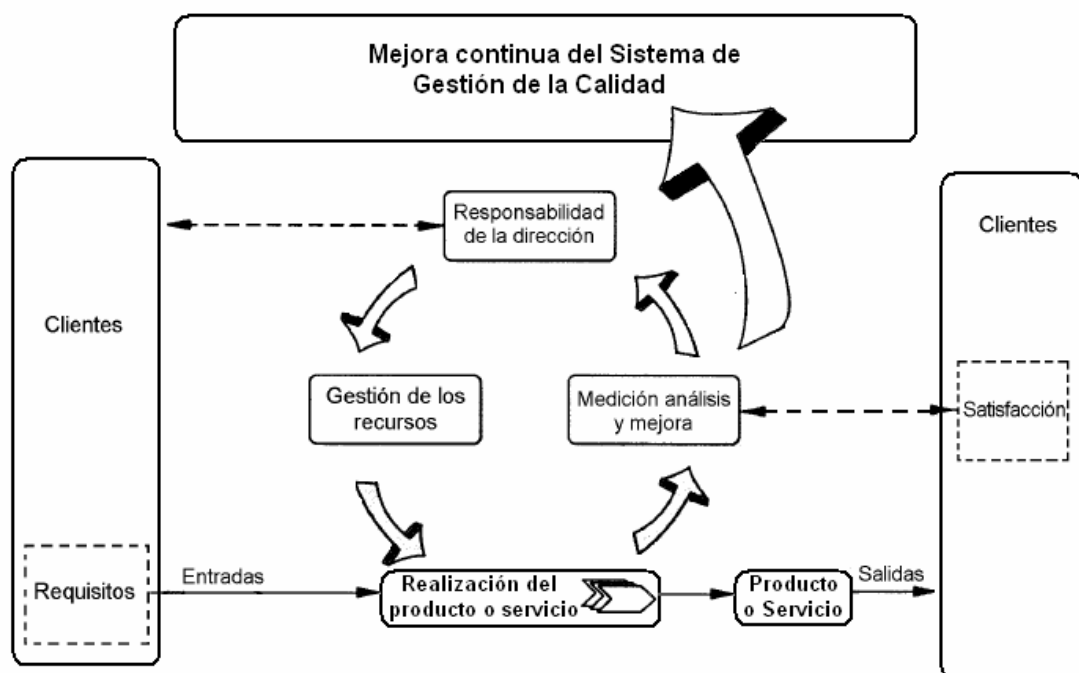 Mejora continua del Sistema de
Gestión de la Calidad
Responsabilidad
de la dirección
Clientes
Clientes
Gestión de los
recursos
Medición análisis
y mejora
Satisfacción
Requisitos
Entradas
Realización del
producto o servicio
Producto
o Servicio
Salidas